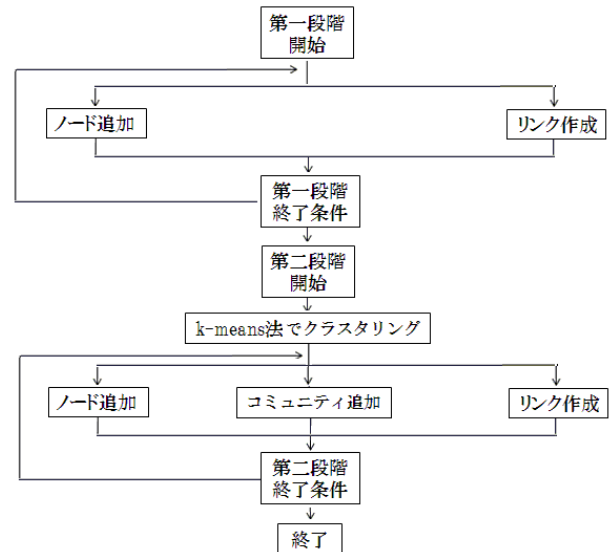 第一段階
開始
ノード追加
リンク作成
第一段階
終了条件
第二段階
開始
k-means法でクラスタリング
ノード追加
コミュニティ追加
リンク作成
第二段階
終了条件
終了